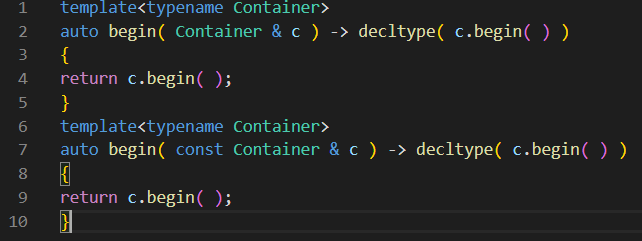 1 template<typename Container>
2 auto begin( Container & c ) -> decltype( c.begin( ) )
3 {
4 return c.begin( );
5 }
6 template<typename Container>
7 auto begin( const Container & c ) -> decltype( c.begin( ) )
8 {
9 return c.begin( );
10 }